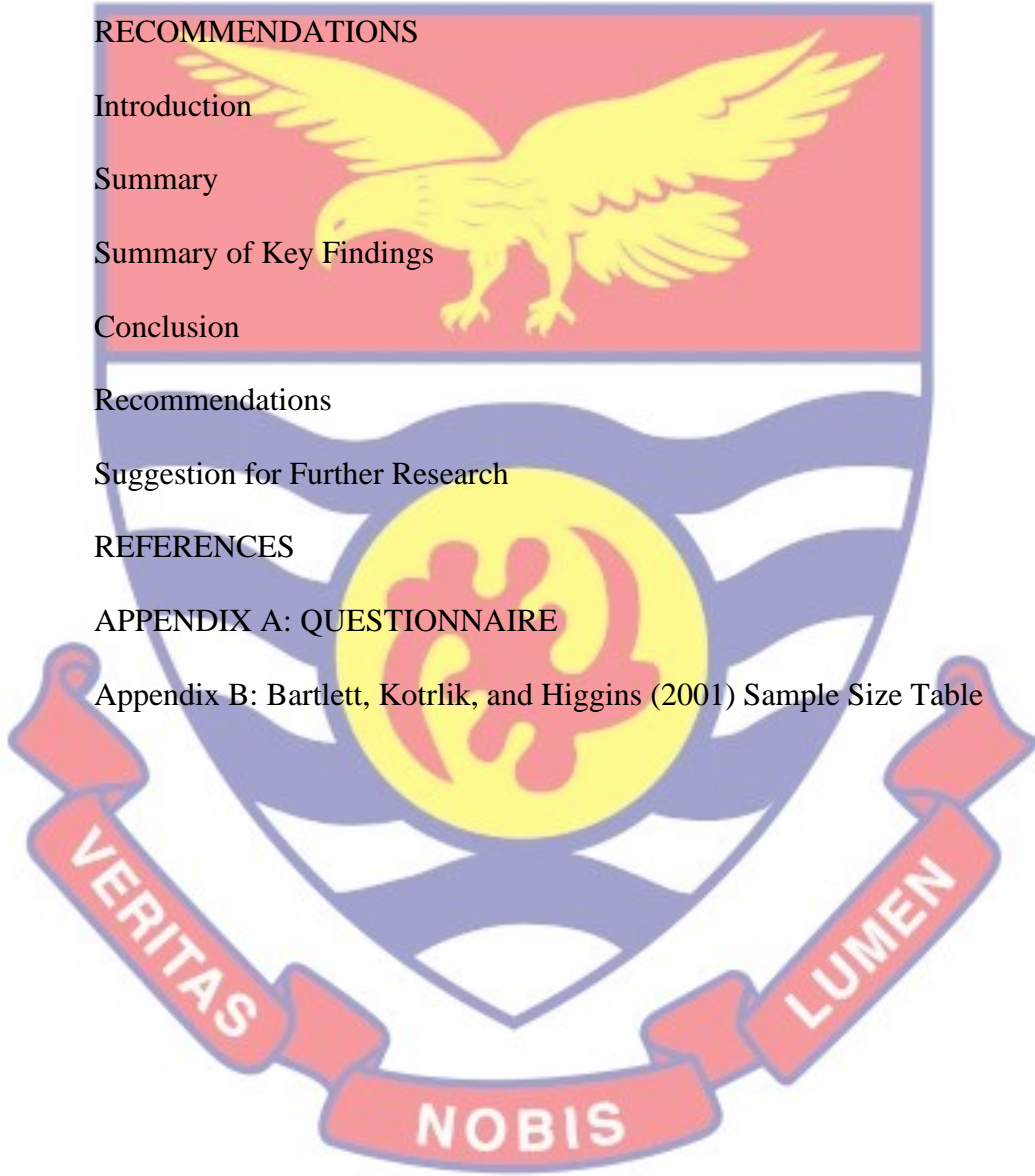 RECOMMENDATIONS
Introduction
Summary
Summary of Key Findings
Conclusion
Recommendations
Suggestion for Further Research
REFERENCES
APPENDIX A: QUESTIONNAIRE
Appendix B: Bartlett, Kotrlik, and Higgins (2001) Sample Size Table
VERITAS
NOBIS
LUMEN